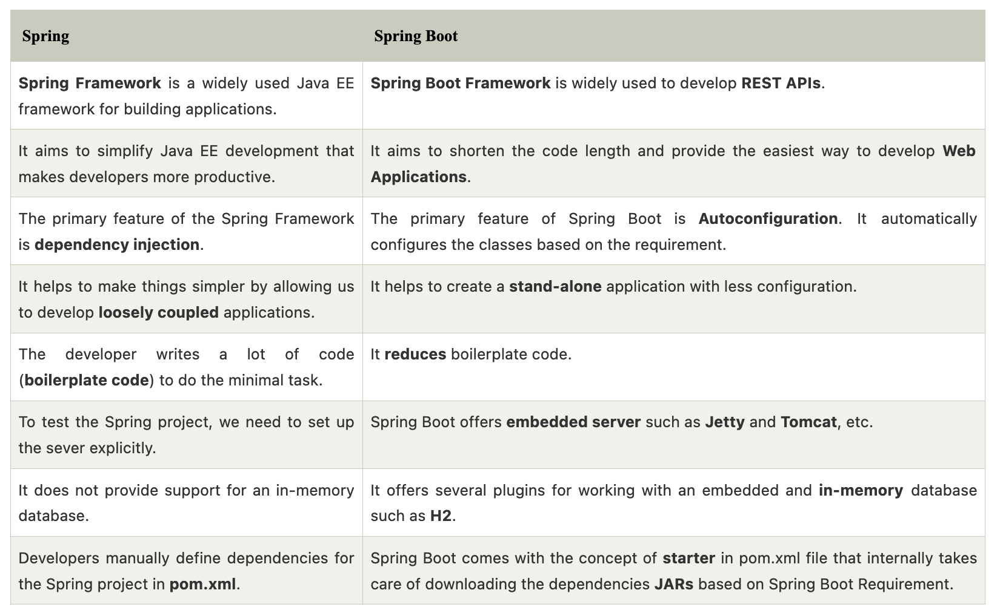 Spring
Spring Boot
Spring Framework is a widely used Java EE
framework for building applications.
Spring Boot Framework is widely used to develop REST APIs.
It aims to simplify Java EE development that
makes developers more productive.
It aims to shorten the code length and provide the easiest way to develop Web
Applications.
The primary feature of the Spring Framework
is dependency injection.
The primary feature of Spring Boot is Autoconfiguration. It automatically
configures the classes based on the requirement.
It helps to make things simpler by allowing us
to develop loosely coupled applications.
It helps to create a stand-alone application with less configuration.
The developer writes a lot of code
(boilerplate code) to do the minimal task.
It reduces boilerplate code.
To test the Spring project, we need to set up
the sever explicitly.
Spring Boot offers embedded server such as Jetty and Tomcat, etc.
It does not provide support for an in-memory
database.
It offers several plugins for working with an embedded and in-memory database
such as H2.
Developers manually define dependencies for
the Spring project in pom.xml.
Spring Boot comes with the concept of starter in pom.xml file that internally takes
care of downloading the dependencies JARs based on Spring Boot Requirement.